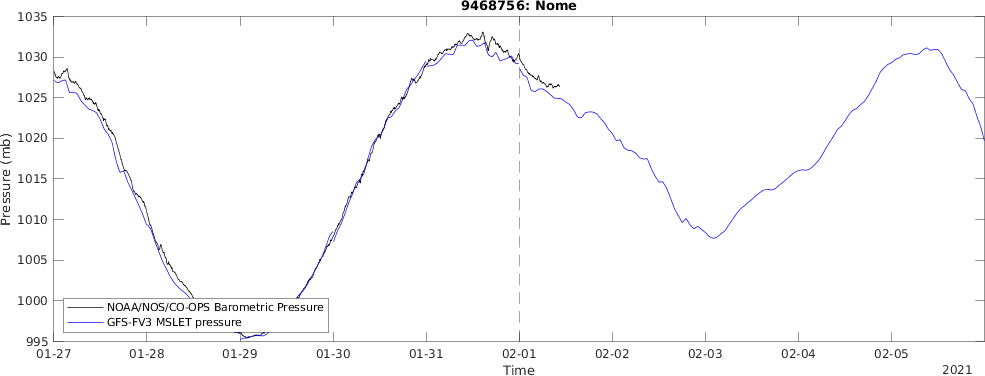 9468756: Nome
1035
1030
1025
1020
1015
1010
1005
1000
995
Pressure (mb)
NOAA/NOS/CO-OPS Barometric Pressure
GFS-FV3 MSLET pressure
01-27 01-28 01-29 01-30 01-31 02-01 02-02 02-03 02-04 02-05
Time
2021